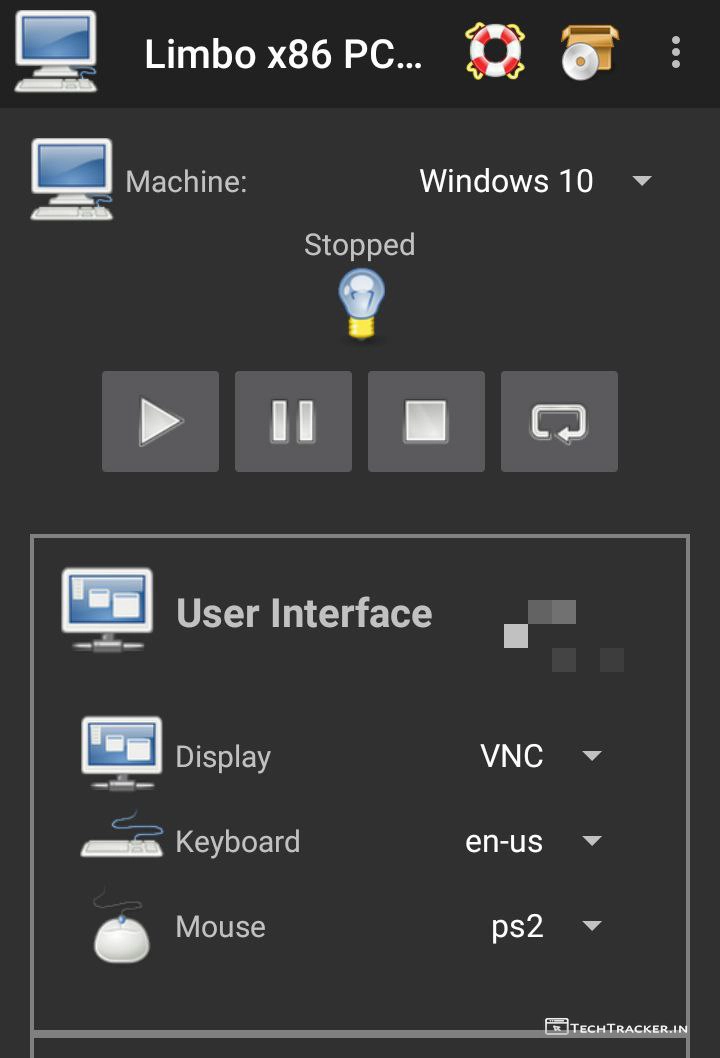 Limbo x86 PC...
Machine: Windows 10
Stopped
User Interface
Display VNC
Keyboard en-us
Mouse ps2
TECHTRACKER.IN